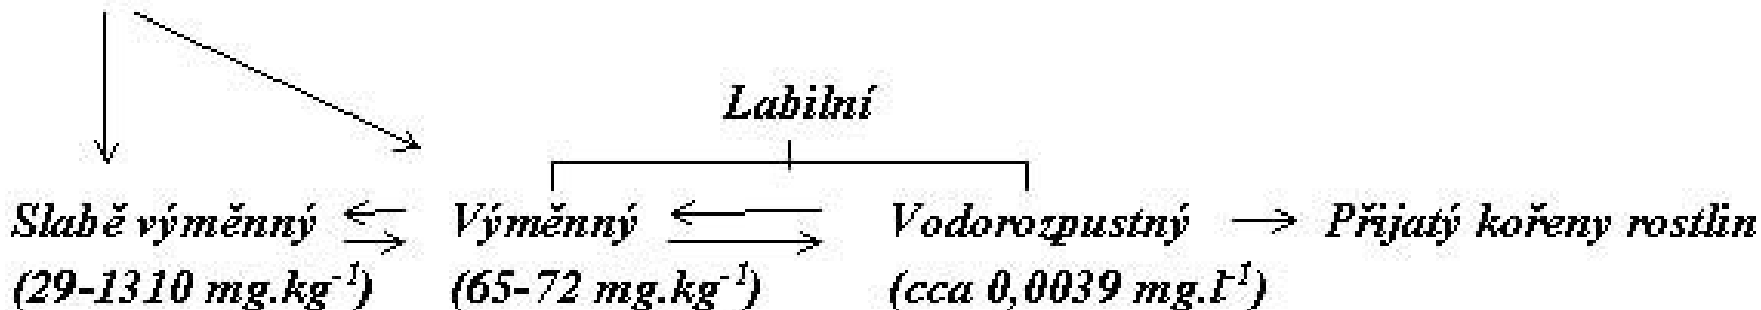 Labilní
Slabě výměnný Výměnný Vodorozpustný Přijatý kořeny rostlin
(29-1310 mg.kg⁻¹) (65-72 mg.kg⁻¹) (cca 0,0039 mg.l⁻¹)